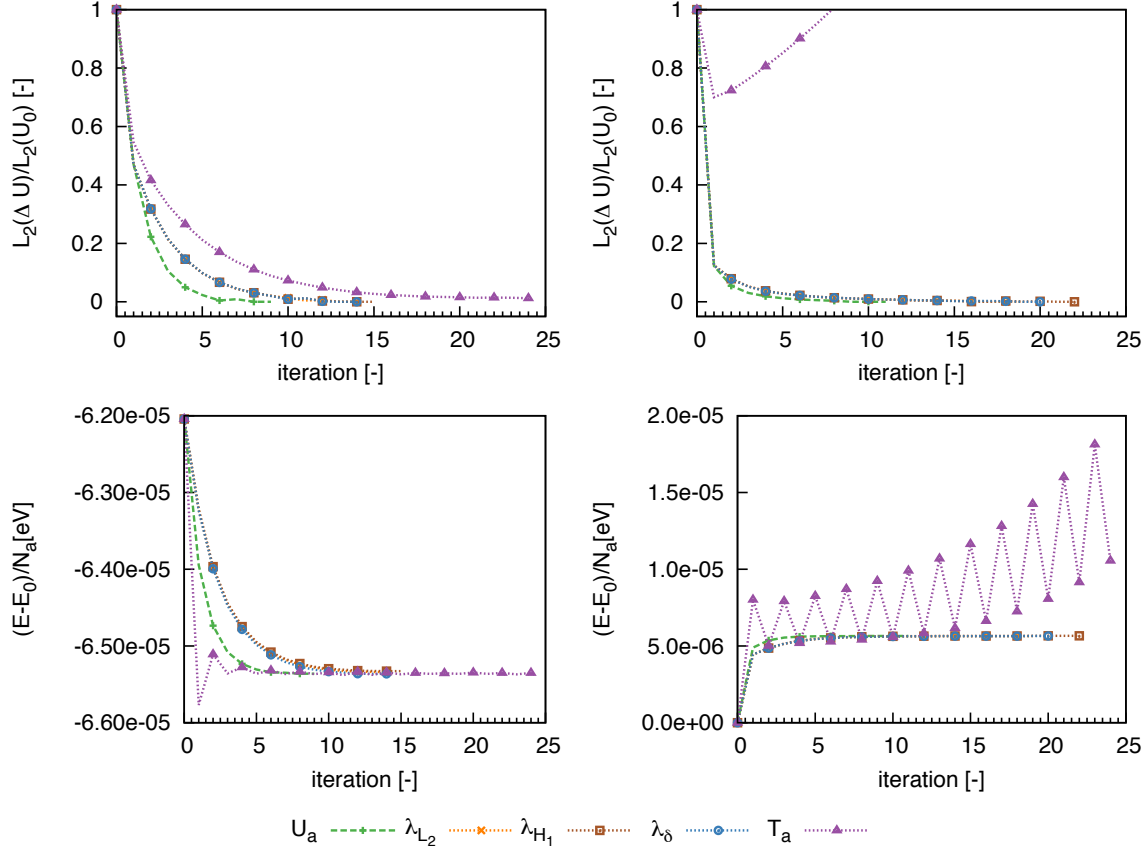 L2(Δ U)/L2(U0) [-]
1
0.8
0.6
0.4
0.2
0
0 5 10 15 20 25
iteration [-]
L2(Δ U)/L2(U0) [-]
1
0.8
0.6
0.4
0.2
0
0 5 10 15 20 25
iteration [-]
(E-E0)/Na[eV]
-6.20e-05
-6.30e-05
-6.40e-05
-6.50e-05
-6.60e-05
0 5 10 15 20 25
iteration [-]
(E-E0)/Na[eV]
2.0e-05
1.5e-05
1.0e-05
5.0e-06
0.0e+00
0 5 10 15 20 25
iteration [-]
Ua λL2 λH1 λδ Ta